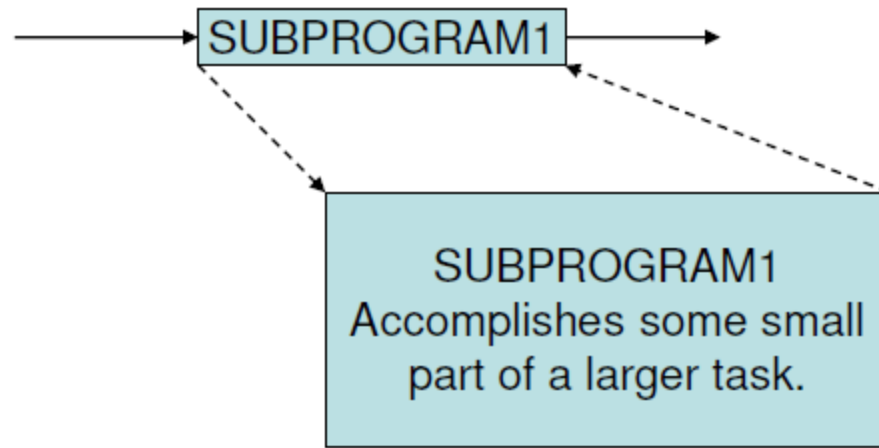 SUBPROGRAM1
SUBPROGRAM1
Accomplishes some small
part of a larger task.